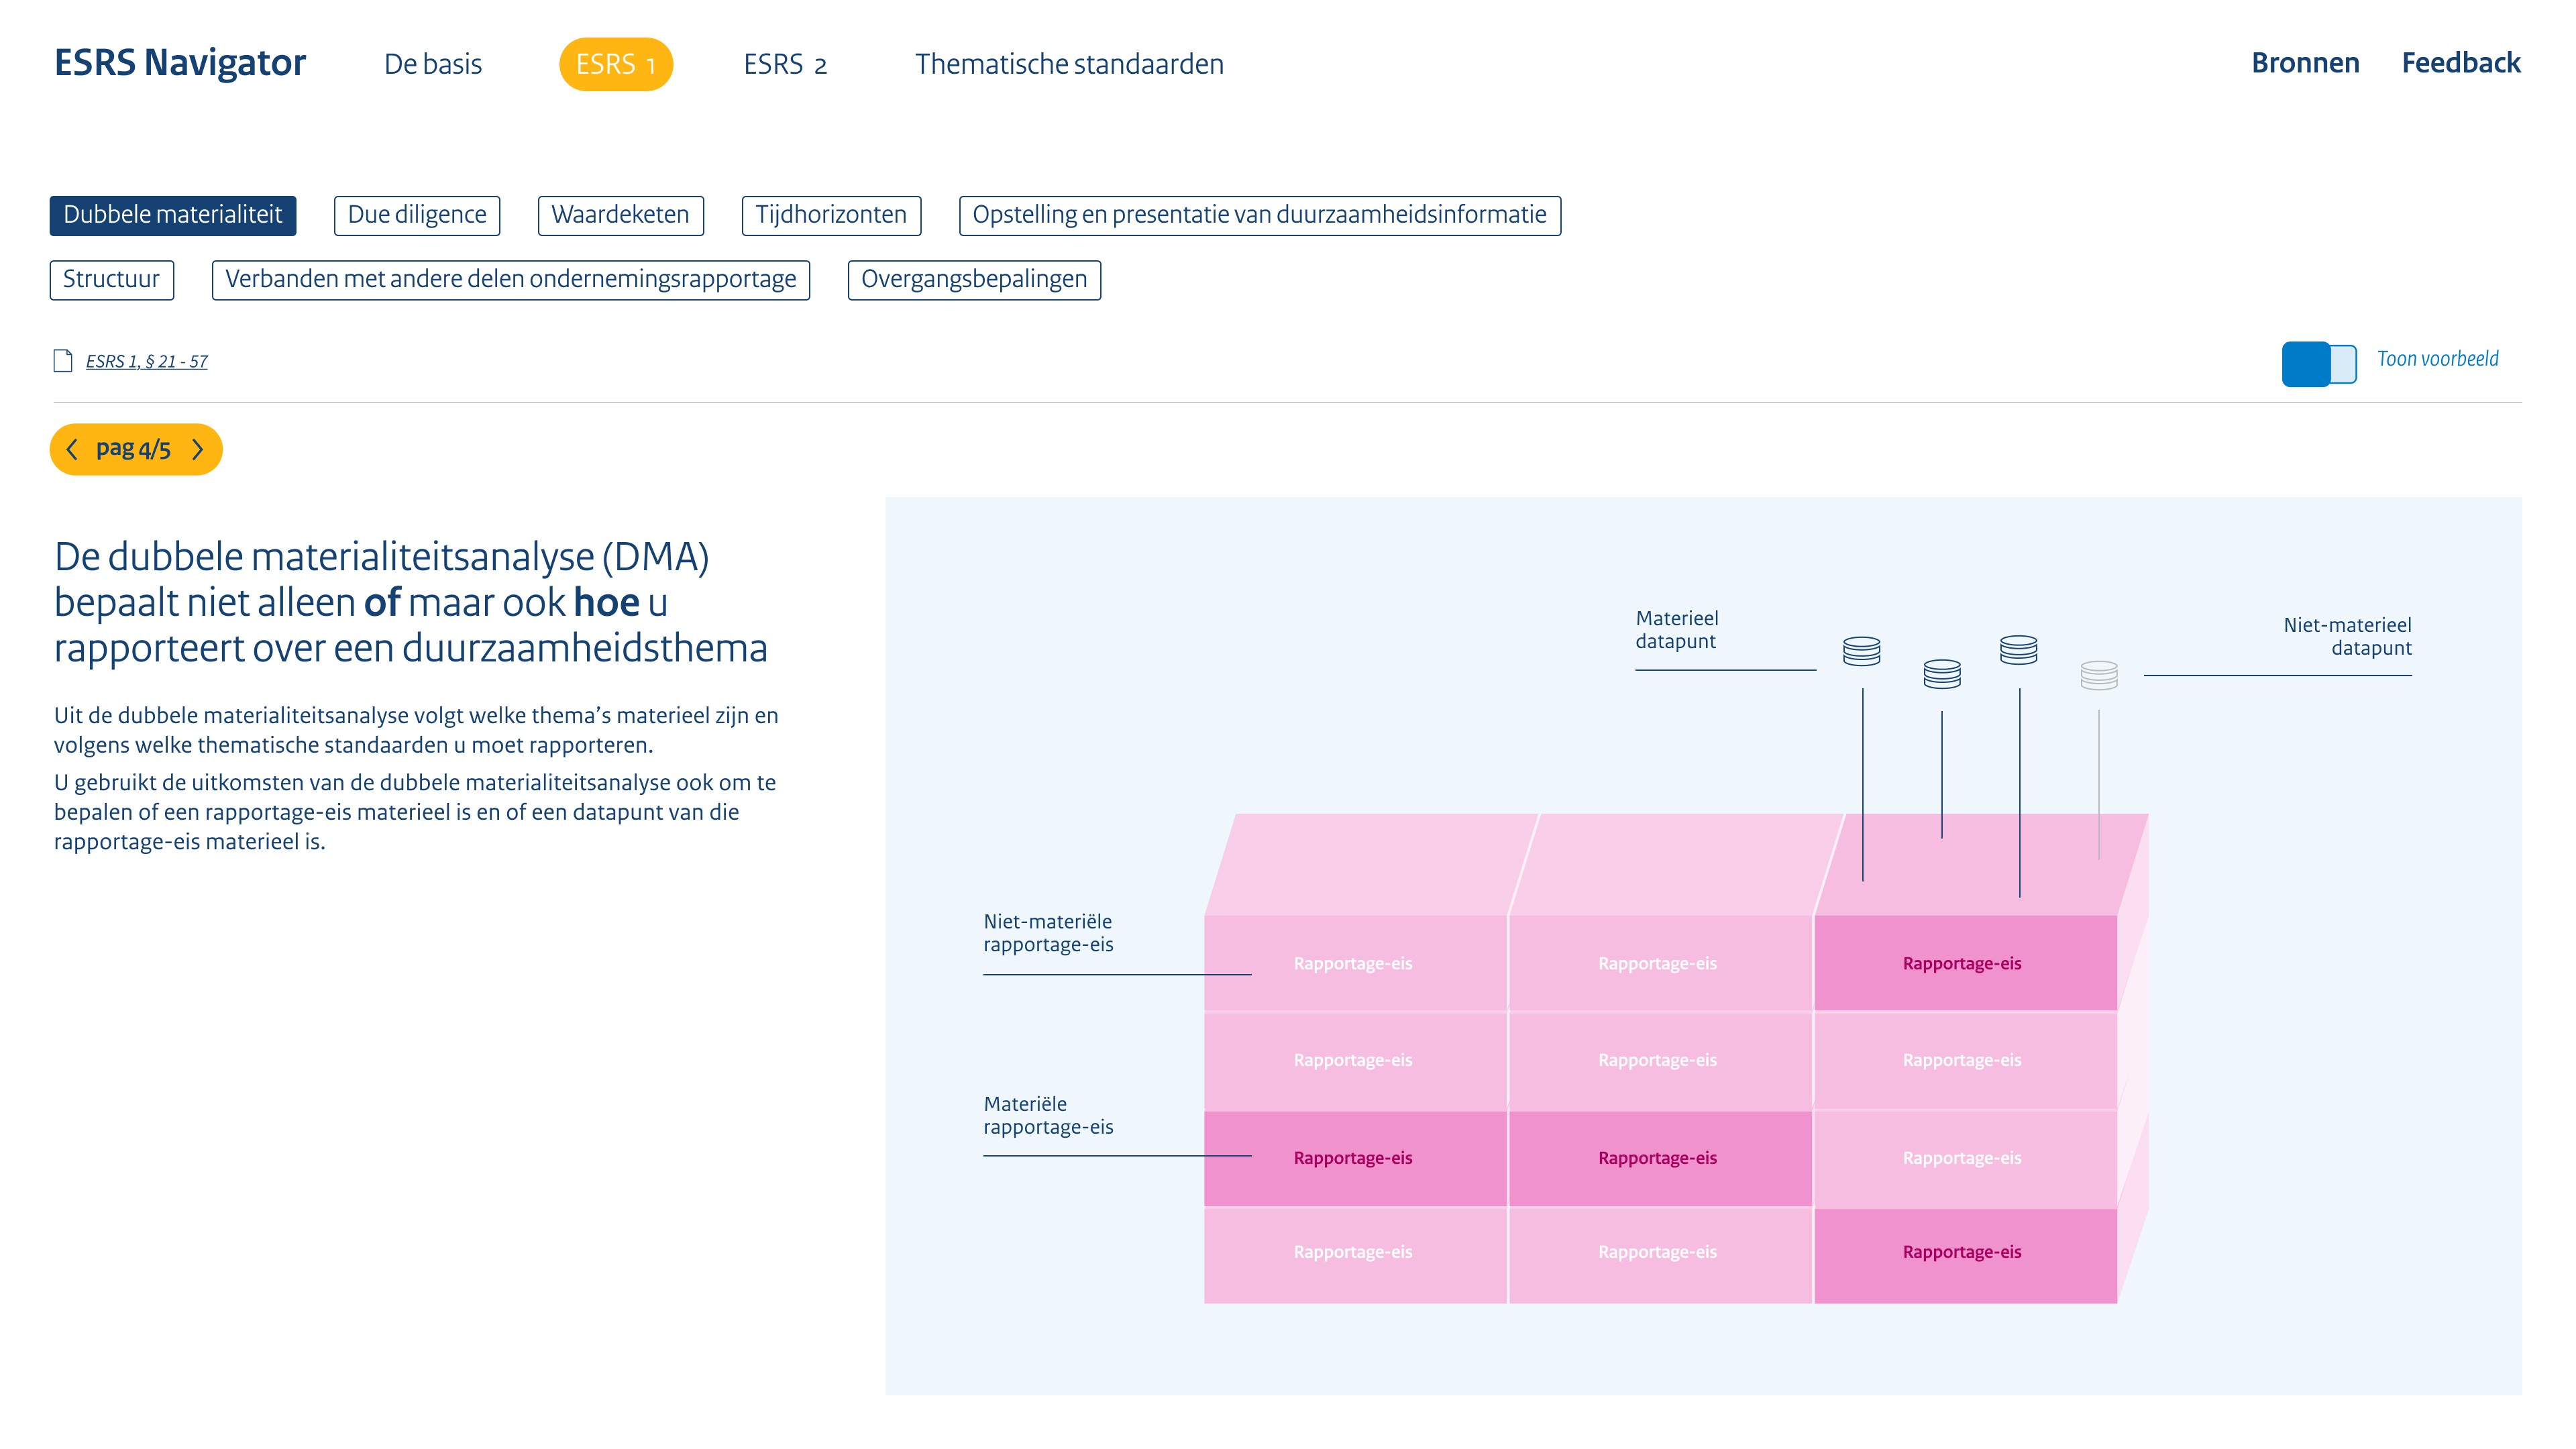 ESRS Navigator
De basis
ESRS 1
ESRS 2
Thematische standaarden
Bronnen
Feedback
Dubbele materialiteit
Due diligence
Waardeketen
Tijdhorizonten
Opstelling en presentatie van duurzaamheidsinformatie
Structuur
Verbanden met andere delen ondernemingsrapportage
Overgangsbepalingen
ESRS 1, § 21 - 57
Toon voorbeeld
pag 4/5
De dubbele materialiteitsanalyse (DMA)
bepaalt niet alleen of maar ook hoe u
rapporteert over een duurzaamheidsthema
Uit de dubbele materialiteitsanalyse volgt welke thema’s materieel zijn en
volgens welke thematische standaarden u moet rapporteren.
U gebruikt de uitkomsten van de dubbele materialiteitsanalyse ook om te
bepalen of een rapportage-eis materieel is en of een datapunt van die
rapportage-eis materieel is.
Materieel
datapunt
Niet-materieel
datapunt
Niet-materiële
rapportage-eis
Rapportage-eis
Rapportage-eis
Rapportage-eis
Rapportage-eis
Rapportage-eis
Rapportage-eis
Materiële
rapportage-eis
Rapportage-eis
Rapportage-eis
Rapportage-eis
Rapportage-eis
Rapportage-eis
Rapportage-eis